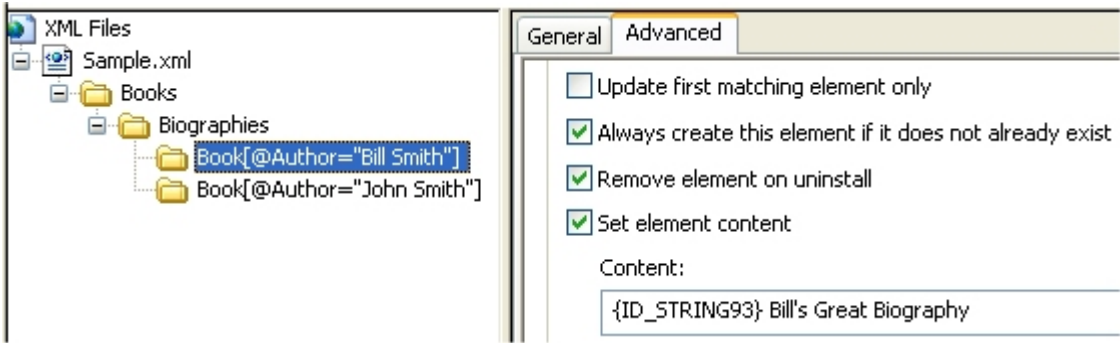 XML Files
Sample.xml
Books
Biographies
Book[@Author="Bill Smith"]
Book[@Author="John Smith"]
General
Advanced
Update first matching element only
Always create this element if it does not already exist
Remove element on uninstall
Set element content
Content:
{ID_STRING93} Bill's Great Biography